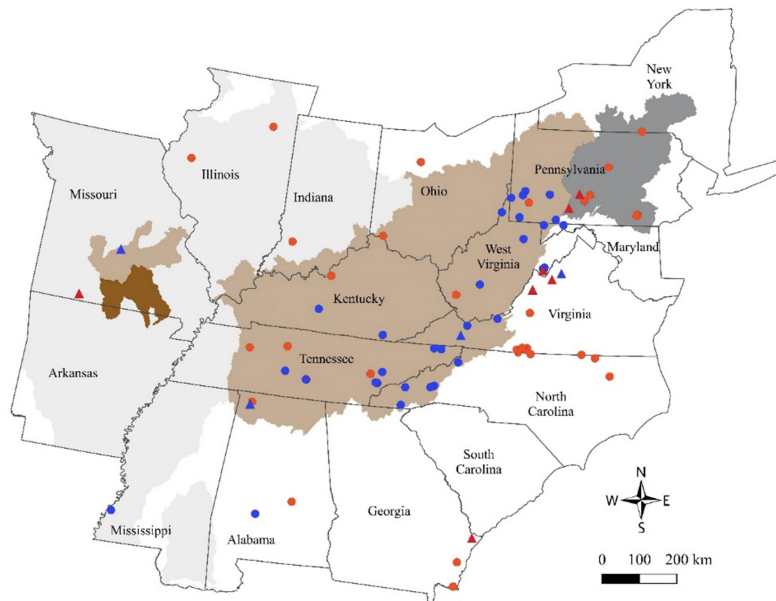 New
York
Pennsylvania
Ohio
Illinois
Indiana
Missouri
Maryland
West
Virginia
Kentucky
Virginia
Tennessee
Arkansas
North
Carolina
South
Carolina
Georgia
Alabama
Mississippi
N
W E
S
0 100 200 km